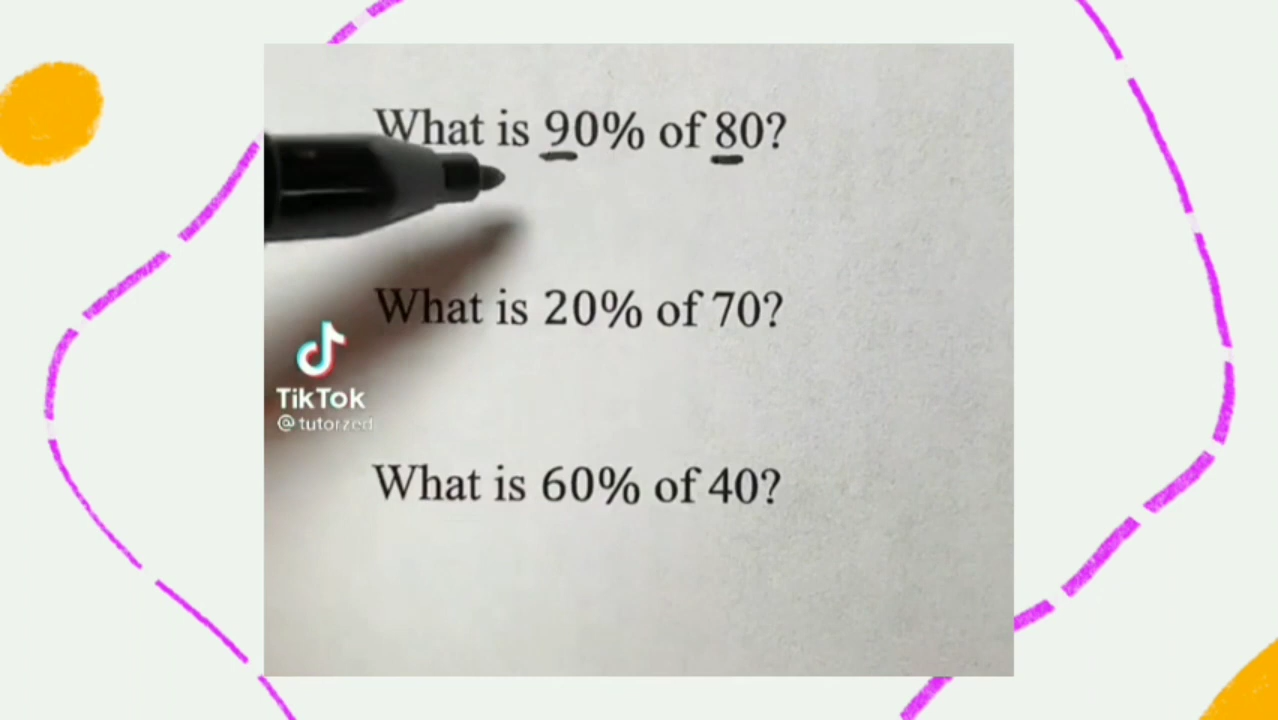 What is 90% of 80?
What is 20% of 70?
TikTok
@tutorzed
What is 60% of 40?